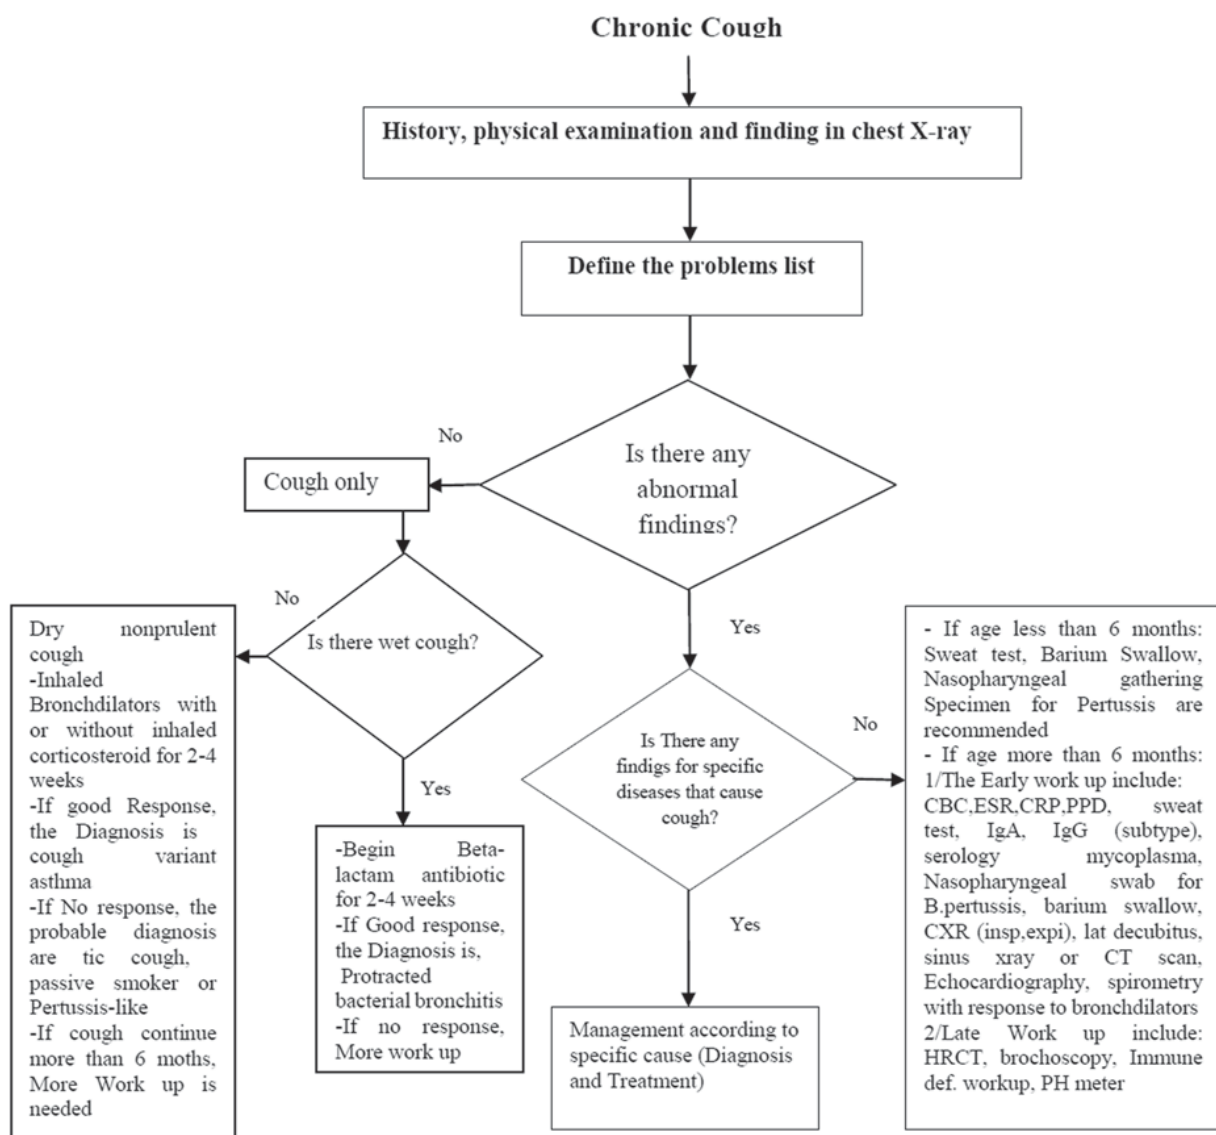 Chronic Cough
History, physical examination and finding in chest X-ray
Define the problems list
Is there any
abnormal
findings?
No
Cough only
Is there wet cough?
No
Dry nonprulent
cough
-Inhaled
Bronchdilators with
or without inhaled
corticosteroid for 2-4
weeks
-If good Response,
the Diagnosis is
cough variant
asthma
-If No response, the
probable diagnosis
are tic cough,
passive smoker or
Pertussis-like
-If cough continue
more than 6 moths,
More Work up is
needed
Yes
-Begin Beta-
lactam antibiotic
for 2-4 weeks
-If Good response,
the Diagnosis is,
Protracted
bacterial bronchitis
-If no response,
More work up
Yes
Is There any
findigs for specific
diseases that cause
cough?
Yes
Management according to
specific cause (Diagnosis
and Treatment)
No
- If age less than 6 months:
Sweat test, Barium Swallow,
Nasopharyngeal gathering
Specimen for Pertussis are
recommended
- If age more than 6 months:
1/The Early work up include:
CBC,ESR,CRP,PPD, sweat
test, IgA, IgG (subtype),
serology mycoplasma,
Nasopharyngeal swab for
B.pertussis, barium swallow,
CXR (insp,expi), lat decubitus,
sinus xray or CT scan,
Echocardiography, spirometry
with response to bronchdilators
2/Late Work up include:
HRCT, brochoscopy, Immune
def. workup, PH meter